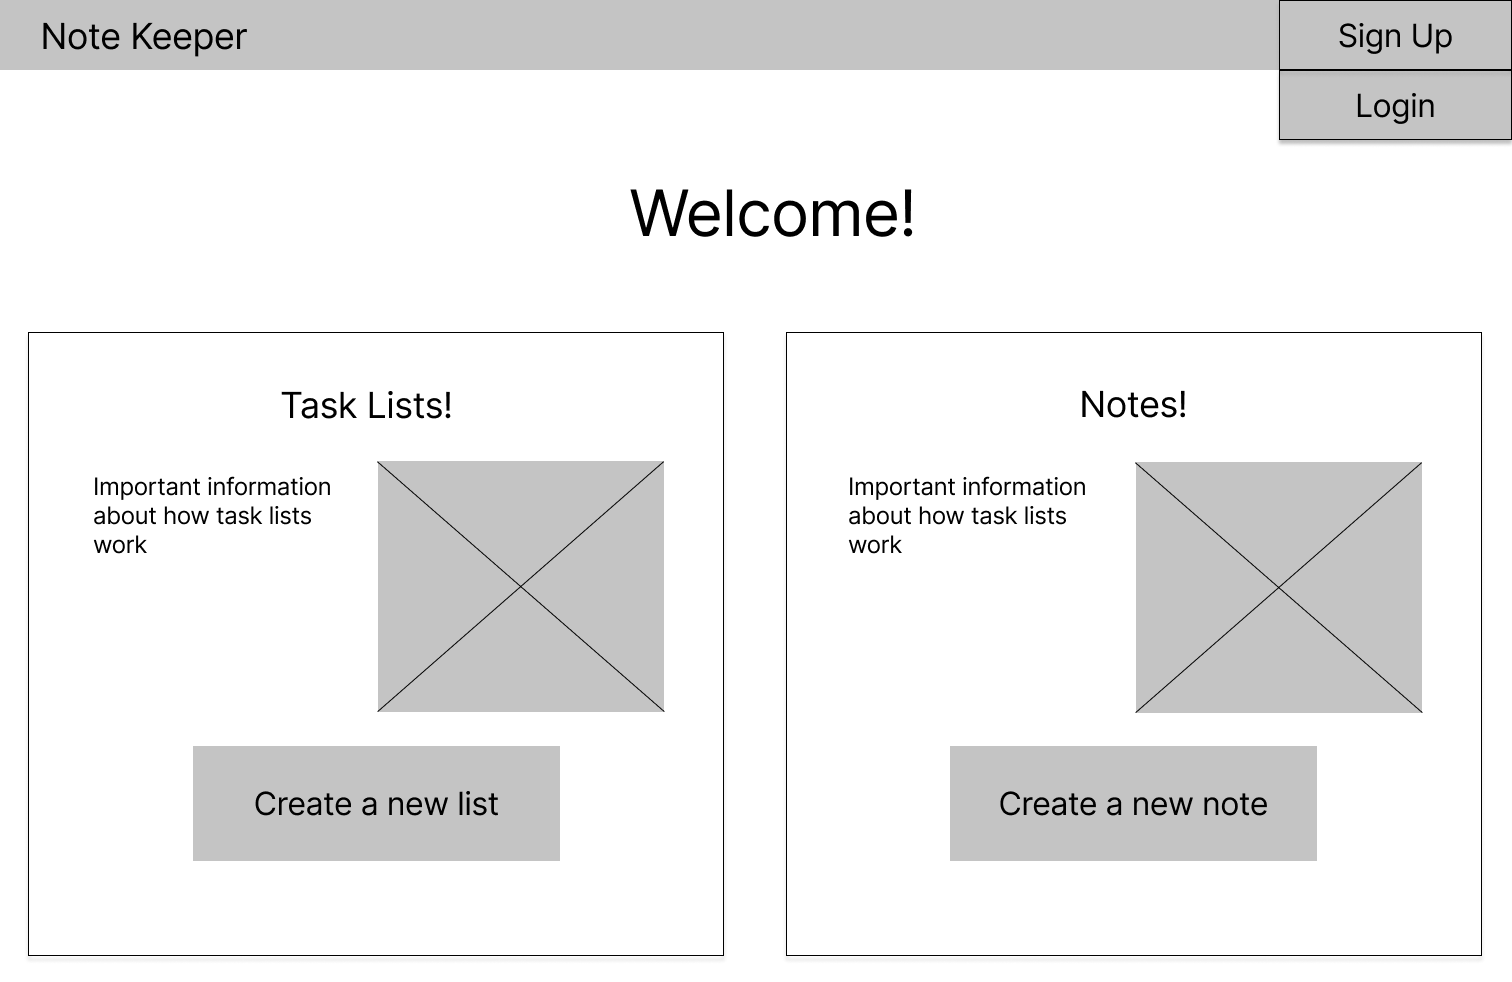 Note Keeper
Sign Up
Login
Welcome!
Task Lists!
Important information
about how task lists
work
Create a new list
Notes!
Important information
about how task lists
work
Create a new note